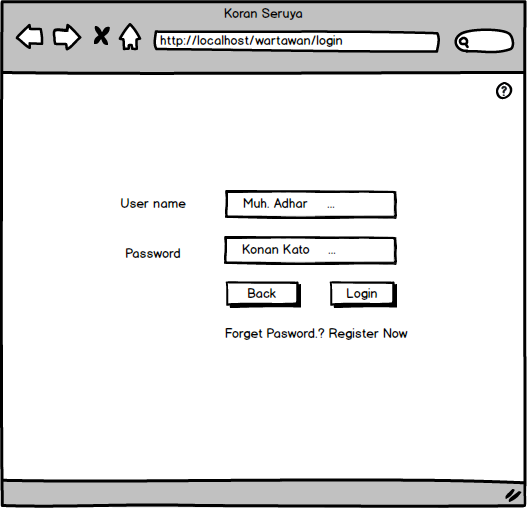 Koran Seruya
http://localhost/wartawan/login
?
User name
Muh. Adhar ...
Password
Konan Kato ...
Back Login
Forget Pasword.? Register Now